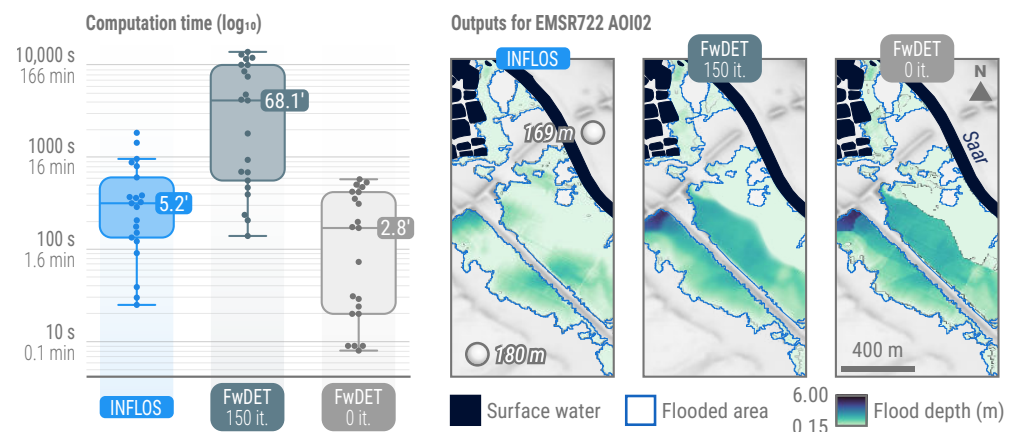 Computation time (log₁₀)
10,000 s
166 min
1000 s
16 min
100 s
1.6 min
10 s
0.1 min
5.2'
68.1'
2.8'
INFLOS
FwDET
150 it.
FwDET
0 it.
Outputs for EMSR722 AOI02
INFLOS
FwDET
150 it.
FwDET
0 it.
169 m
180 m
N
Saar
400 m
Surface water
Flooded area
6.00
0.15
Flood depth (m)